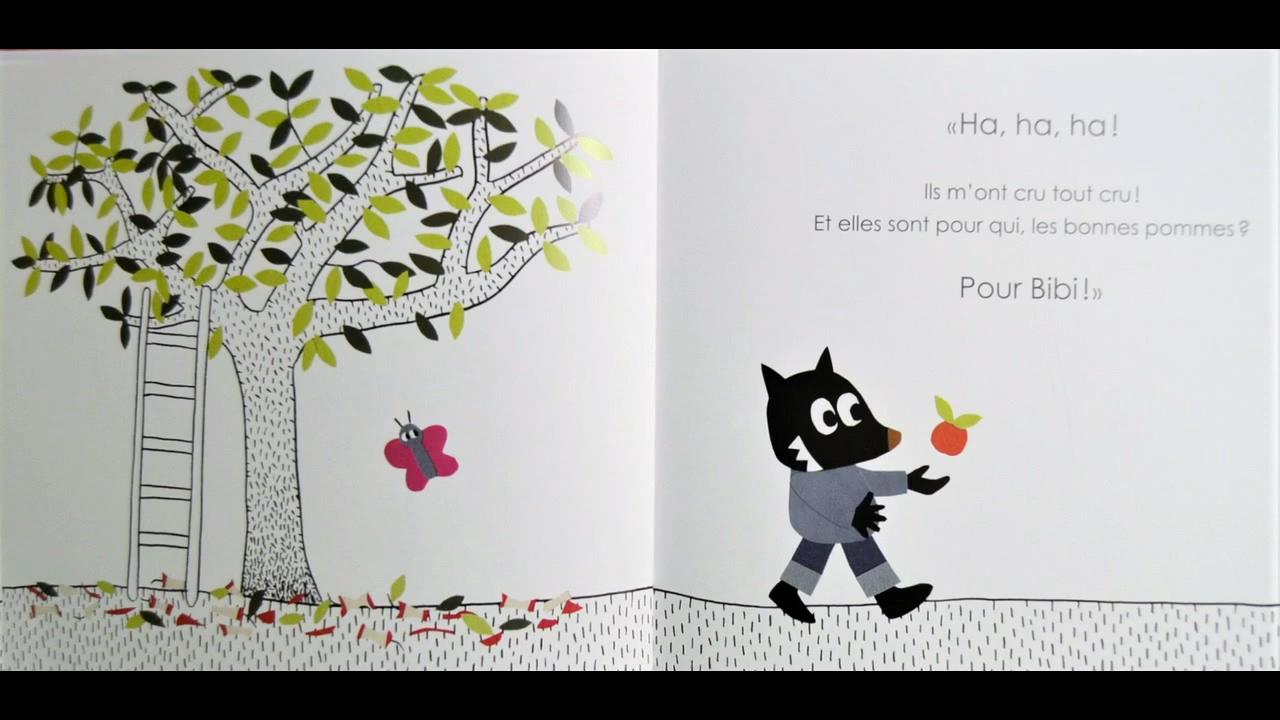 «Ha, ha, ha!
Ils m'ont cru tout cru!
Et elles sont pour qui, les bonnes pommes?
Pour Bibi!»